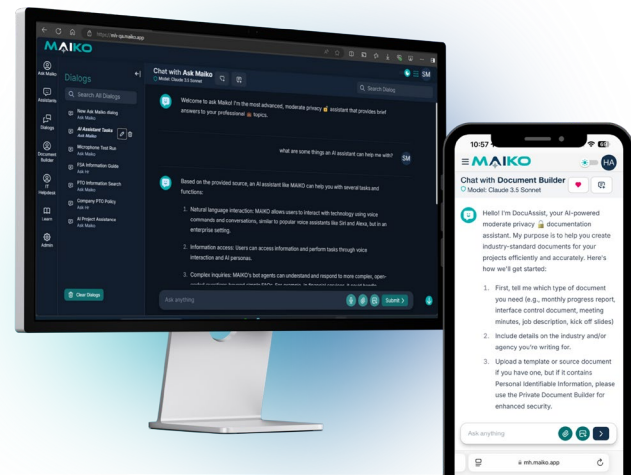 https://mh-qa.maiko.app
MAIKO
Ask Maiko
Assistants
Dialogs
Document
Builder
IT
Helpdesk
Learn
Admin
Dialogs
Search All Dialogs
New Ask Maiko dialog
Ask Maiko
AI Assistant Tasks
Ask Maiko
Microphone Tool Run
Ask Maiko
FSA Information Guide
Ask HR
PTO Information Search
Ask Maiko
Company PTO Policy
Ask HR
AI Project Assistance
Ask Maiko
Clear Dialogs
Chat with Ask Maiko
Model: Claude 3.5 Sonnet
SM
Search Dialog
Welcome to ask Maiko! I'm the most advanced, moderate privacy assistant that provides brief
answers to your professional topics.
what are some things an AI assistant can help me with?
SM
Based on the provided source, an AI assistant like MAIKO can help you with several tasks and
functions:
1. Natural language interaction: MAIKO allows users to interact with technology using voice
commands and conversations, similar to popular voice assistants like Siri and Alexa, but in an
enterprise setting.
2. Information access: Users can access information and perform tasks through voice
interaction and AI personas.
3. Complex inquiries: MAIKO's bot agents can understand and respond to more complex, open-
Ask anything
Submit >
10:57
MAIKO
HA
Chat with Document Builder
Model: Claude 3.5 Sonnet
Hello! I'm DocuAssist, your AI-powered
moderate privacy documentation
assistant. My purpose is to help you create
industry-standard documents for your
projects efficiently and accurately. Here's
how we'll get started:
1. First, tell me which type of document
you need (e.g., monthly progress report,
interface control document, meeting
minutes, job description, kick off slides)
2. Include details on the industry and/or
agency you're writing for.
3. Upload a template or source document
if you have one, but if it contains
Personal Identifiable Information, please
use the Private Document Builder for
enhanced security.
Ask anything
mh.maiko.app